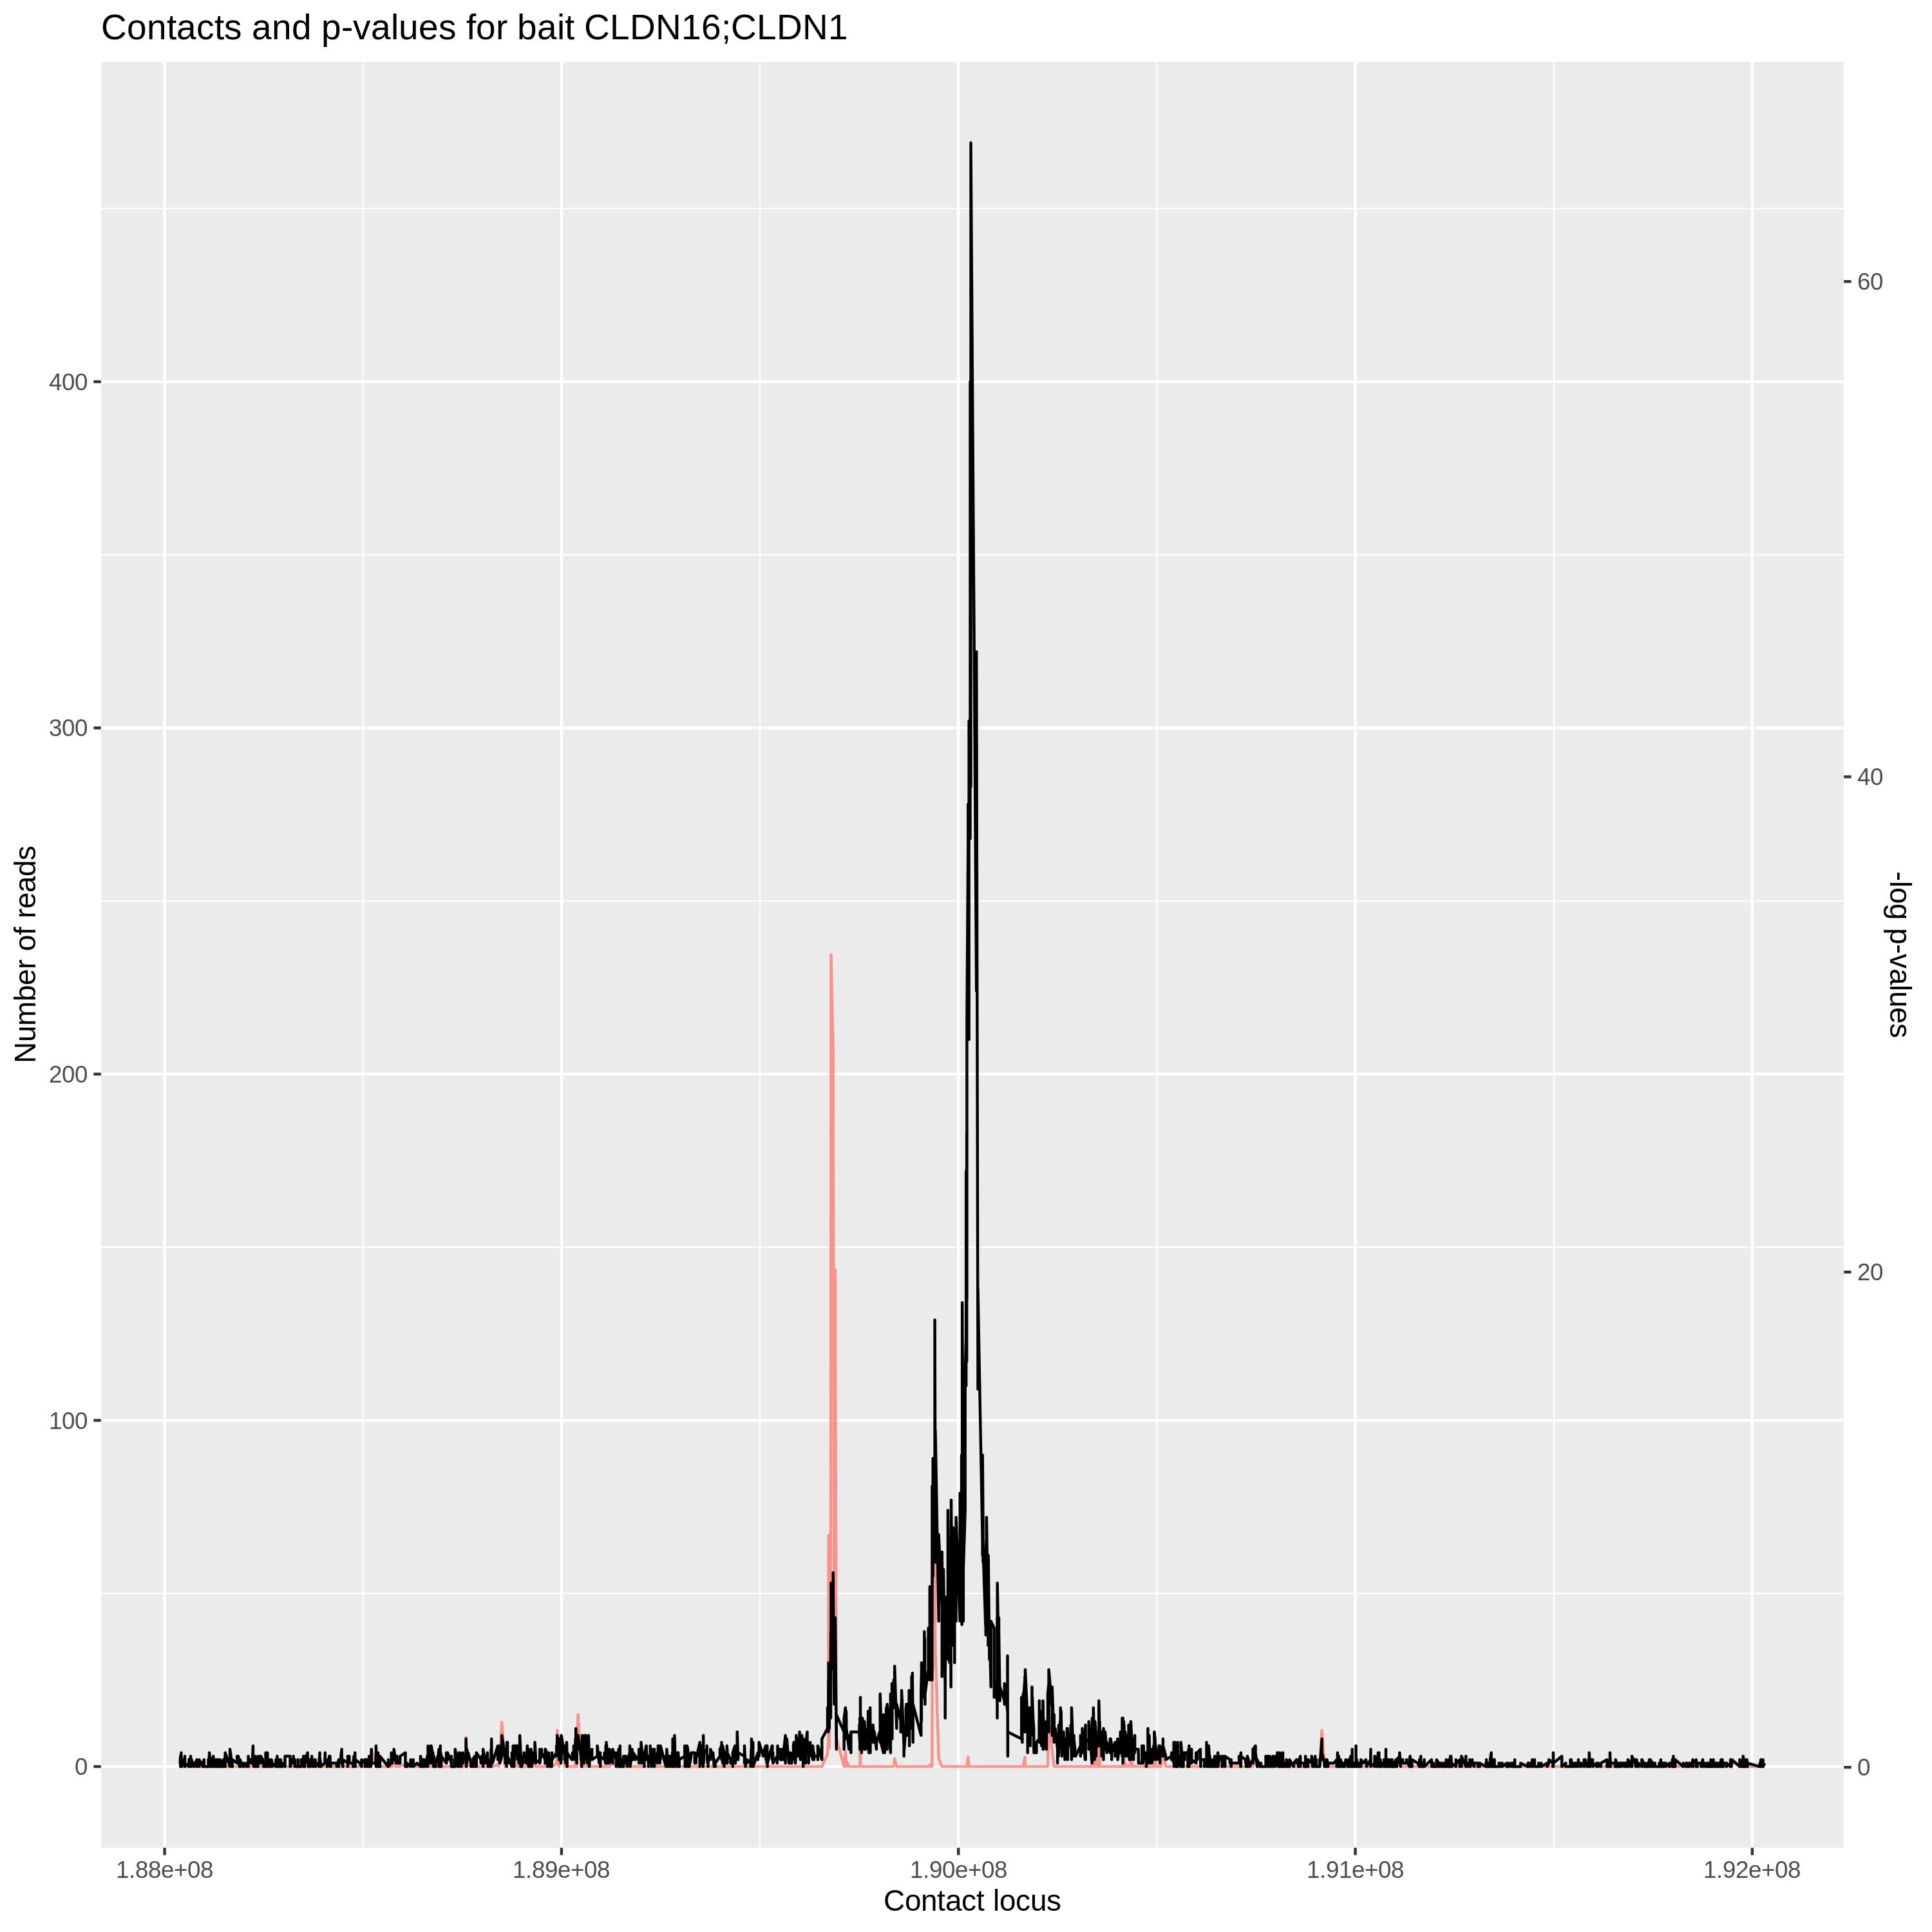 Contacts and p-values for bait CLDN16;CLDN1
Number of reads
400
300
200
100
0
60
40
20
0
-log p-values
1.88e+08
1.89e+08
1.90e+08
1.91e+08
1.92e+08
Contact locus